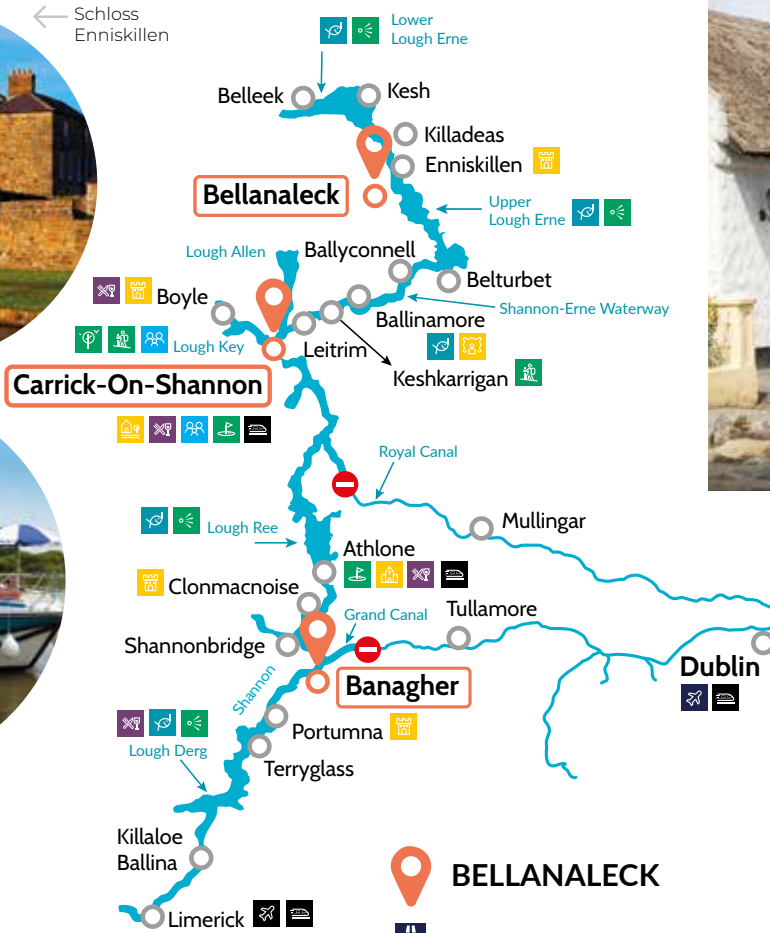 Schloss
Enniskillen
Lower
Lough Erne
Belleek
Kesh
Killadeas
Enniskillen
Bellanaleck
Upper
Lough Erne
Lough Allen
Ballyconnell
Belturbet
Boyle
Shannon-Erne Waterway
Ballinamore
Lough Key
Leitrim
Keshkarrigan
Carrick-On-Shannon
Royal Canal
Mullingar
Lough Ree
Athlone
Clonmacnoise
Grand Canal
Tullamore
Shannonbridge
Dublin
Banagher
Shannon
Portumna
Lough Derg
Terryglass
Killaloe
Ballina
BELLANALECK
Limerick